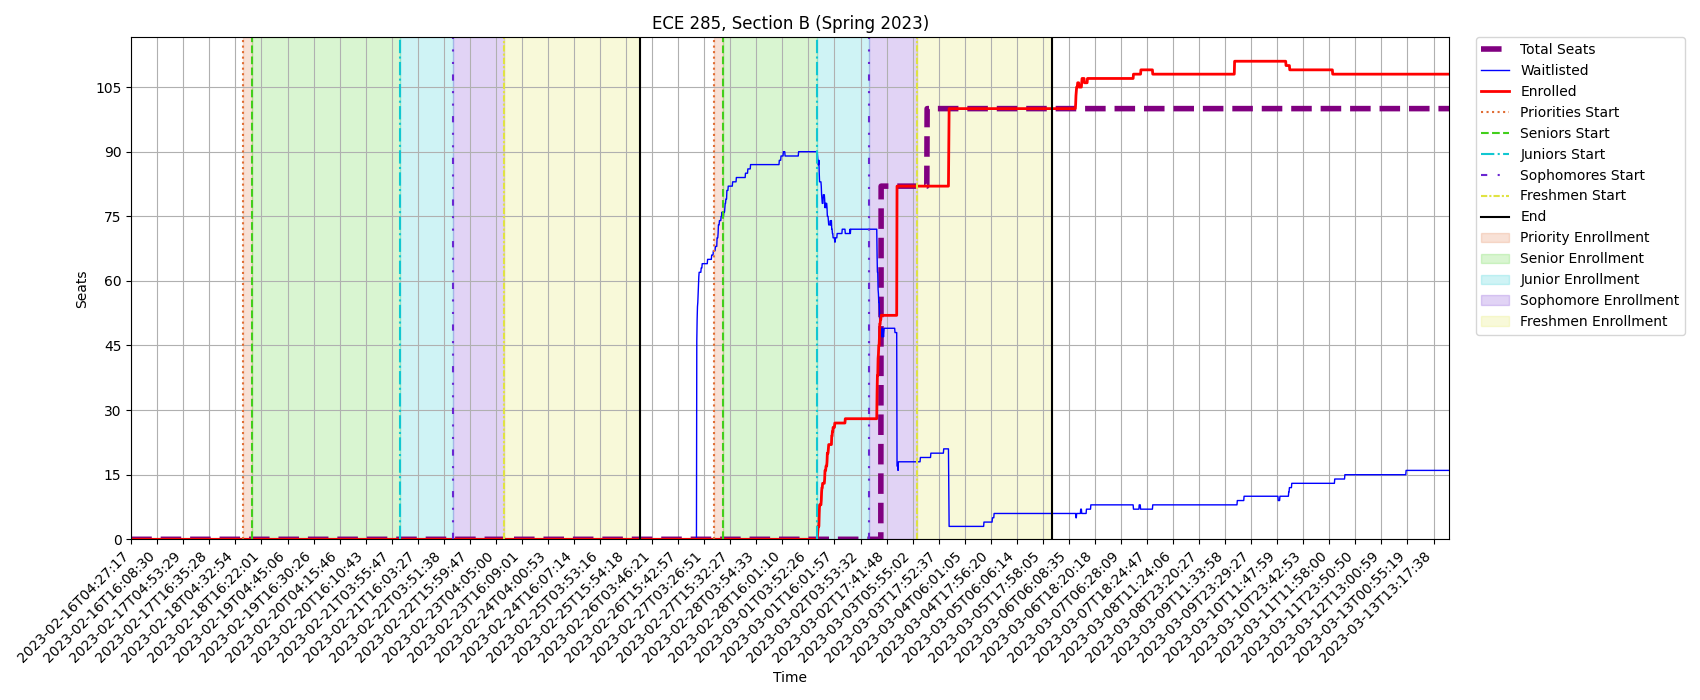 ECE 285, Section B (Spring 2023)
Seats
105
90
75
60
45
30
15
0
2023-02-16T04:27:17
2023-02-16T16:08:30
2023-02-17T04:53:29
2023-02-17T16:35:28
2023-02-18T04:32:54
2023-02-18T16:22:01
2023-02-19T04:45:06
2023-02-19T16:30:26
2023-02-20T04:15:46
2023-02-20T16:10:43
2023-02-21T03:55:47
2023-02-21T16:03:27
2023-02-22T03:51:38
2023-02-22T15:59:47
2023-02-23T04:05:00
2023-02-23T16:09:01
2023-02-24T04:00:53
2023-02-24T16:07:14
2023-02-25T03:53:16
2023-02-25T15:54:18
2023-02-26T03:46:21
2023-02-26T15:42:57
2023-02-27T03:26:51
2023-02-27T15:32:27
2023-02-28T03:54:33
2023-02-28T16:01:10
2023-03-01T03:52:26
2023-03-01T16:01:57
2023-03-02T03:53:32
2023-03-02T17:41:48
2023-03-03T05:55:02
2023-03-03T17:52:37
2023-03-04T06:01:05
2023-03-04T17:56:20
2023-03-05T06:06:14
2023-03-05T17:58:05
2023-03-06T06:08:35
2023-03-06T18:20:18
2023-03-07T06:28:09
2023-03-07T18:24:47
2023-03-08T11:24:06
2023-03-08T23:20:27
2023-03-09T11:33:58
2023-03-09T23:29:27
2023-03-10T11:47:59
2023-03-10T23:42:53
2023-03-11T11:58:00
2023-03-11T23:50:50
2023-03-12T13:00:59
2023-03-13T00:55:19
2023-03-13T13:17:38
Time
Total Seats
Waitlisted
Enrolled
Priorities Start
Seniors Start
Juniors Start
Sophomores Start
Freshmen Start
End
Priority Enrollment
Senior Enrollment
Junior Enrollment
Sophomore Enrollment
Freshmen Enrollment